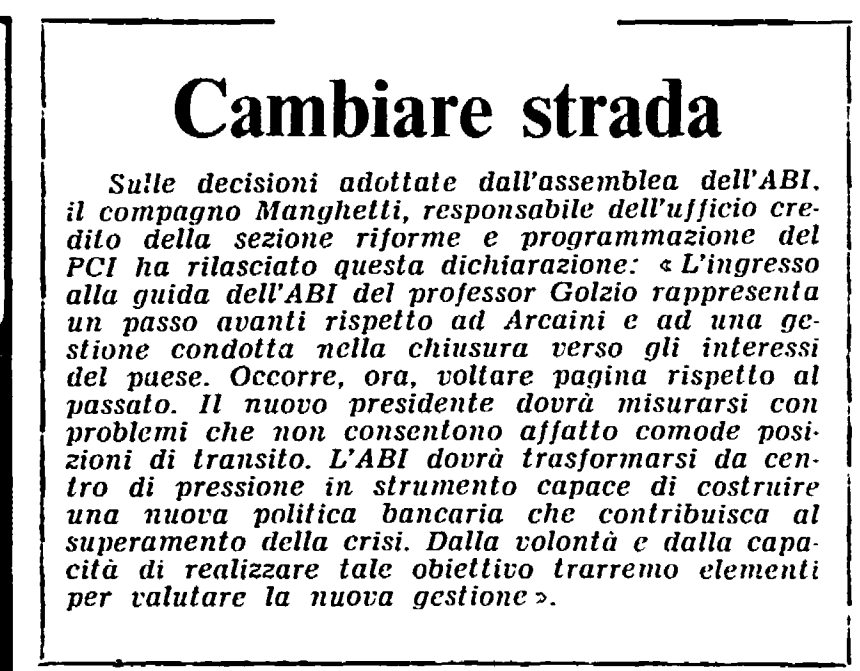 Cambiare strada
Sulle decisioni adottate dall'assemblea dell'ABI,
il compagno Manghetti, responsabile dell'ufficio cre-
dito della sezione riforme e programmazione del
PCI ha rilasciato questa dichiarazione: « L'ingresso
alla guida dell'ABI del professor Golzio rappresenta
un passo avanti rispetto ad Arcaini e ad una ge-
stione condotta nella chiusura verso gli interessi
del paese. Occorre, ora, voltare pagina rispetto al
passato. Il nuovo presidente dovrà misurarsi con
problemi che non consentono affatto comode posi-
zioni di transito. L'ABI dovrà trasformarsi da cen-
tro di pressione in strumento capace di costruire
una nuova politica bancaria che contribuisca al
superamento della crisi. Dalla volontà e dalla capa-
cità di realizzare tale obiettivo trarremo elementi
per valutare la nuova gestione ».